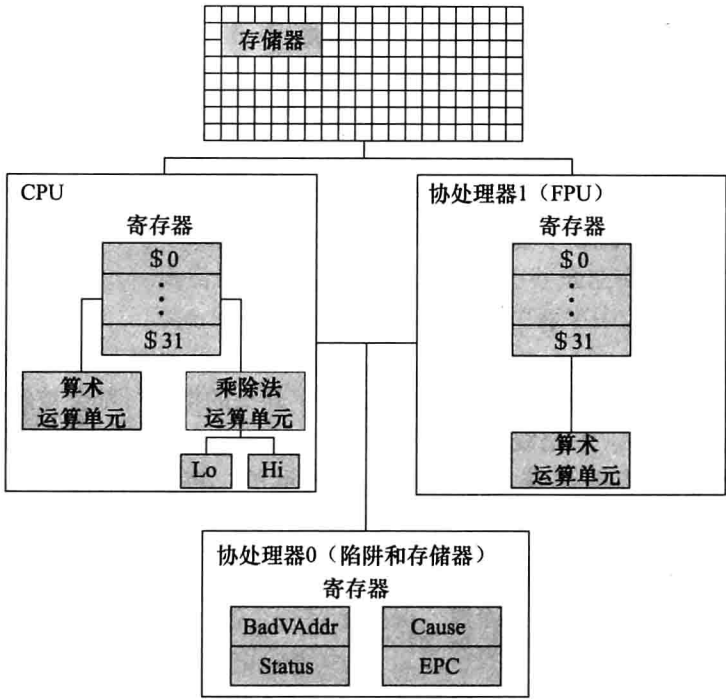 存储器
CPU
寄存器
$0
$31
算术
运算单元
乘除法
运算单元
Lo
Hi
协处理器1（FPU）
寄存器
$0
$31
算术
运算单元
协处理器0（陷阱和存储器）
寄存器
BadVAddr
Cause
Status
EPC